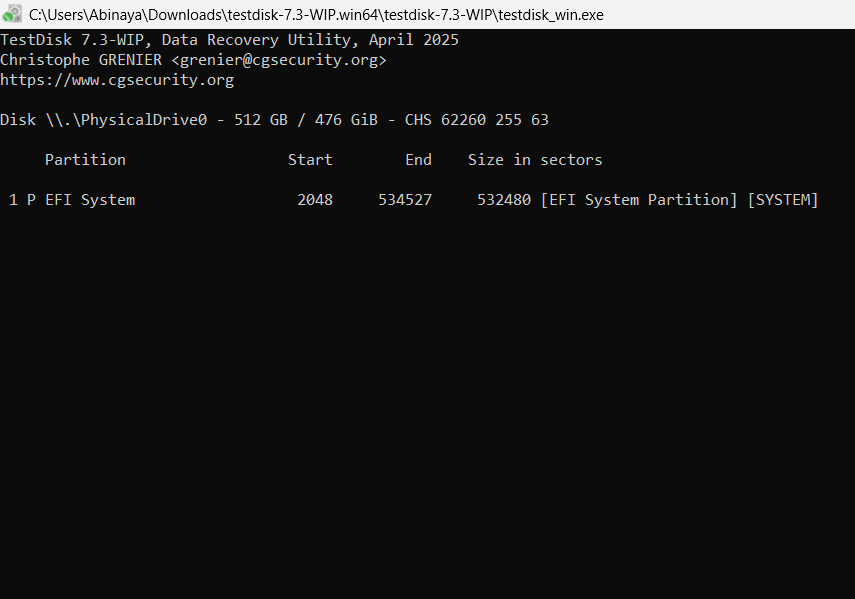 C:\Users\Abinaya\Downloads\testdisk-7.3-WIP.win64\testdisk-7.3-WIP\testdisk_win.exe
TestDisk 7.3-WIP, Data Recovery Utility, April 2025
Christophe GRENIER <grenier@cgsecurity.org>
https://www.cgsecurity.org
Disk \\.\PhysicalDrive0 - 512 GB / 476 GiB - CHS 62260 255 63
Partition Start End Size in sectors
1 P EFI System 2048 534527 532480 [EFI System Partition] [SYSTEM]